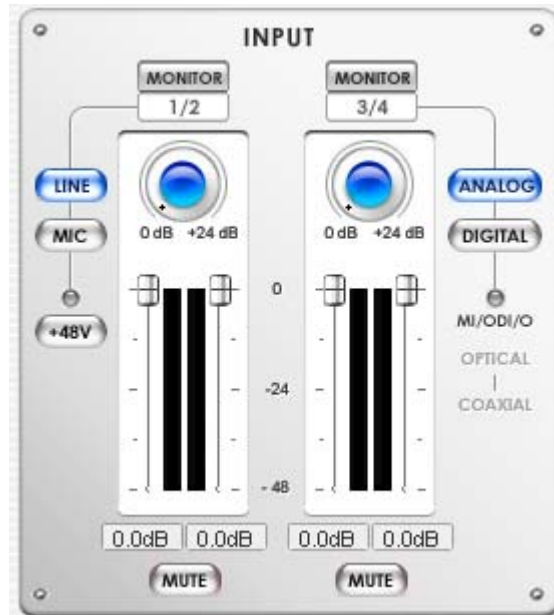 INPUT
MONITOR MONITOR
1/2 3/4
LINE ANALOG
MIC 0 dB +24 dB 0 dB +24 dB DIGITAL
0
+48V MI/ODI/O
OPTICAL
-24
COAXIAL
-48
0.0dB 0.0dB 0.0dB 0.0dB
MUTE MUTE